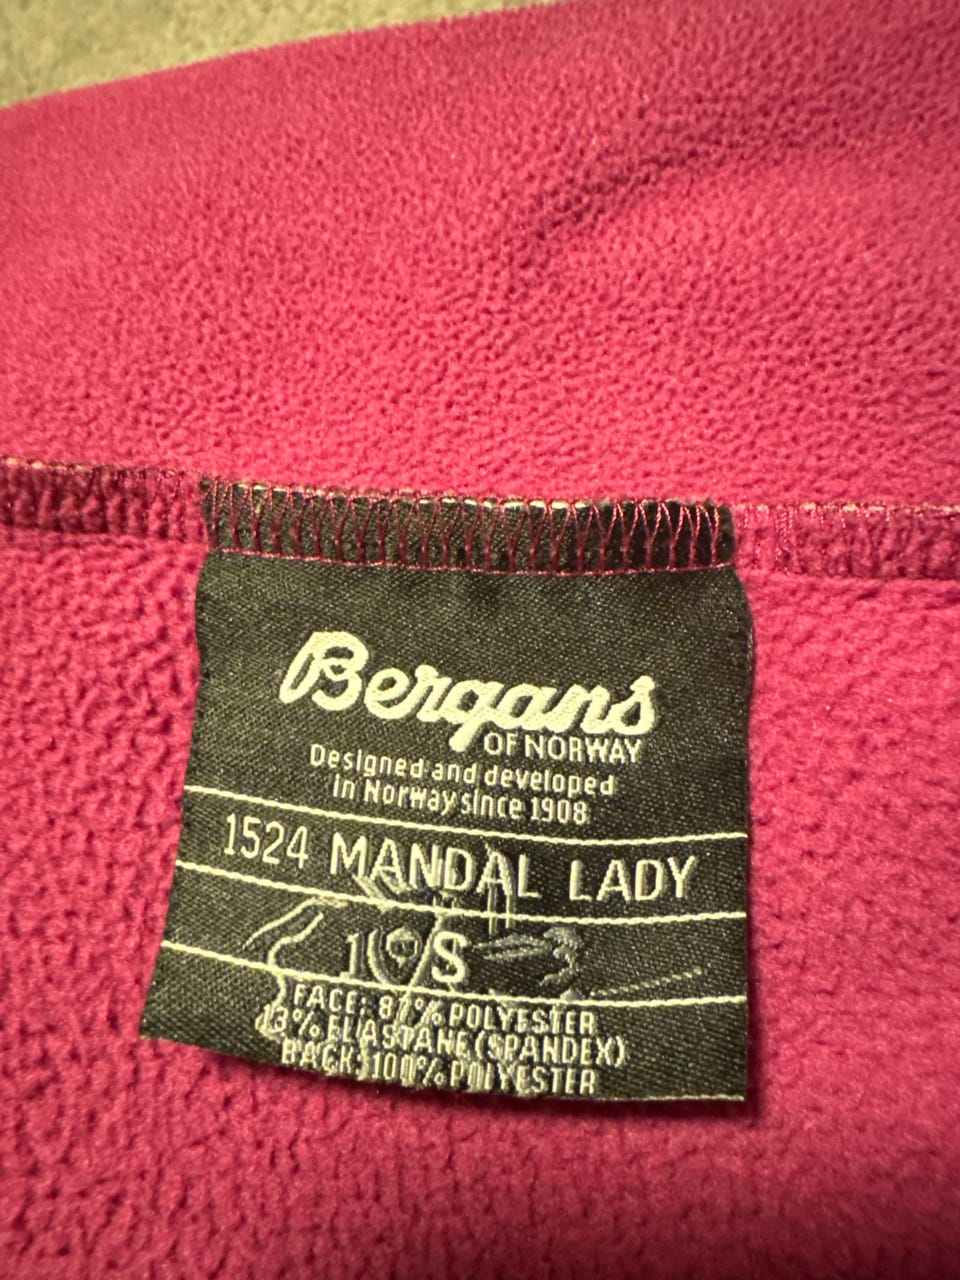 Bergans
OF NORWAY
Designed and developed
in Norway since 1908
1524 MANDAL LADY
S
FACE: 87% POLYESTER
13% ELASTANE (SPANDEX)
BACK: 100% POLYESTER